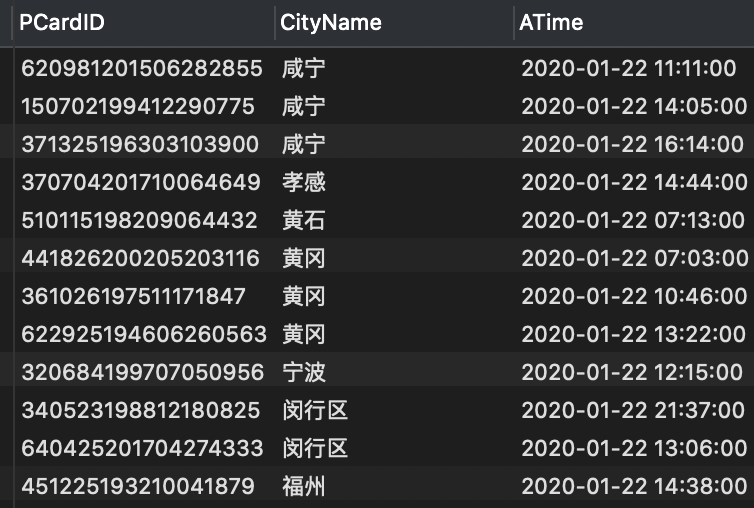 PCardID CityName ATime
620981201506282855 咸宁 2020-01-22 11:11:00
150702199412290775 咸宁 2020-01-22 14:05:00
371325196303103900 咸宁 2020-01-22 16:14:00
370704201710064649 孝感 2020-01-22 14:44:00
510115198209064432 黄石 2020-01-22 07:13:00
441826200205203116 黄冈 2020-01-22 07:03:00
361026197511171847 黄冈 2020-01-22 10:46:00
622925194606260563 黄冈 2020-01-22 13:22:00
320684199707050956 宁波 2020-01-22 12:15:00
340523198812180825 闵行区 2020-01-22 21:37:00
640425201704274333 闵行区 2020-01-22 13:06:00
451225193210041879 福州 2020-01-22 14:38:00